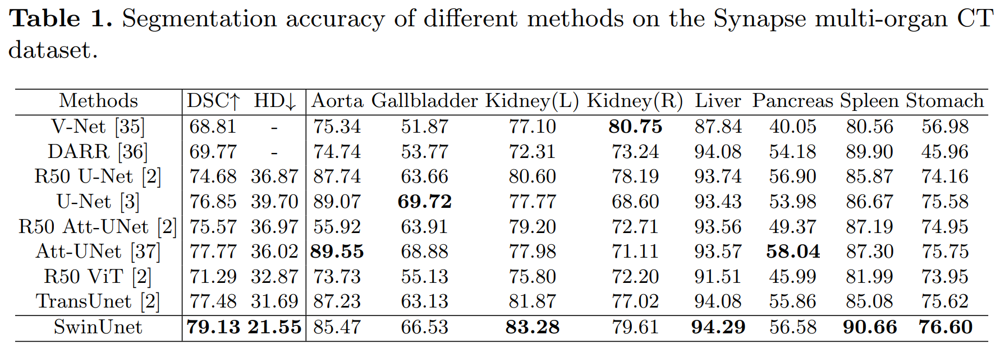 Table 1. Segmentation accuracy of different methods on the Synapse multi-organ CT
dataset.
Methods DSC↑ HD↓ Aorta Gallbladder Kidney(L) Kidney(R) Liver Pancreas Spleen Stomach
V-Net [35] 68.81 - 75.34 51.87 77.10 80.75 87.84 40.05 80.56 56.98
DARR [36] 69.77 - 74.74 53.77 72.31 73.24 94.08 54.18 89.90 45.96
R50 U-Net [2] 74.68 36.87 87.74 63.66 80.60 78.19 93.74 56.90 85.87 74.16
U-Net [3] 76.85 39.70 89.07 69.72 77.77 68.60 93.43 53.98 86.67 75.58
R50 Att-UNet [2] 75.57 36.97 55.92 63.91 79.20 72.71 93.56 49.37 87.19 74.95
Att-UNet [37] 77.77 36.02 89.55 68.88 77.98 71.11 93.57 58.04 87.30 75.75
R50 ViT [2] 71.29 32.87 73.73 55.13 75.80 72.20 91.51 45.99 81.99 73.95
TransUnet [2] 77.48 31.69 87.23 63.13 81.87 77.02 94.08 55.86 85.08 75.62
SwinUnet 79.13 21.55 85.47 66.53 83.28 79.61 94.29 56.58 90.66 76.60